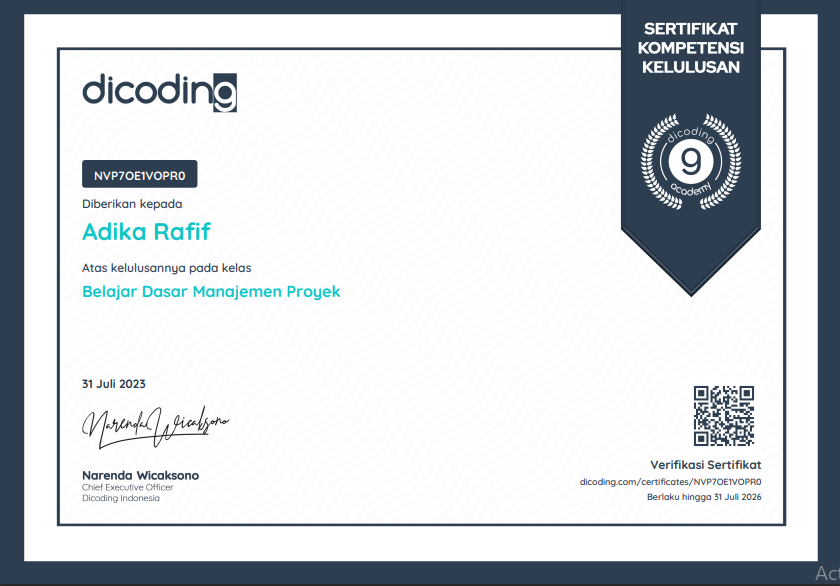 SERTIFIKAT
KOMPETENSI
KELULUSAN
dicoding
dicoding
9
academy
NVP7OE1VOPR0
Diberikan kepada
Adika Rafif
Atas kelulusannya pada kelas
Belajar Dasar Manajemen Proyek
31 Juli 2023
Narenda Wicaksono
Narenda Wicaksono
Chief Executive Officer
Dicoding Indonesia
Verifikasi Sertifikat
dicoding.com/certificates/NVP7OE1VOPR0
Berlaku hingga 31 Juli 2026